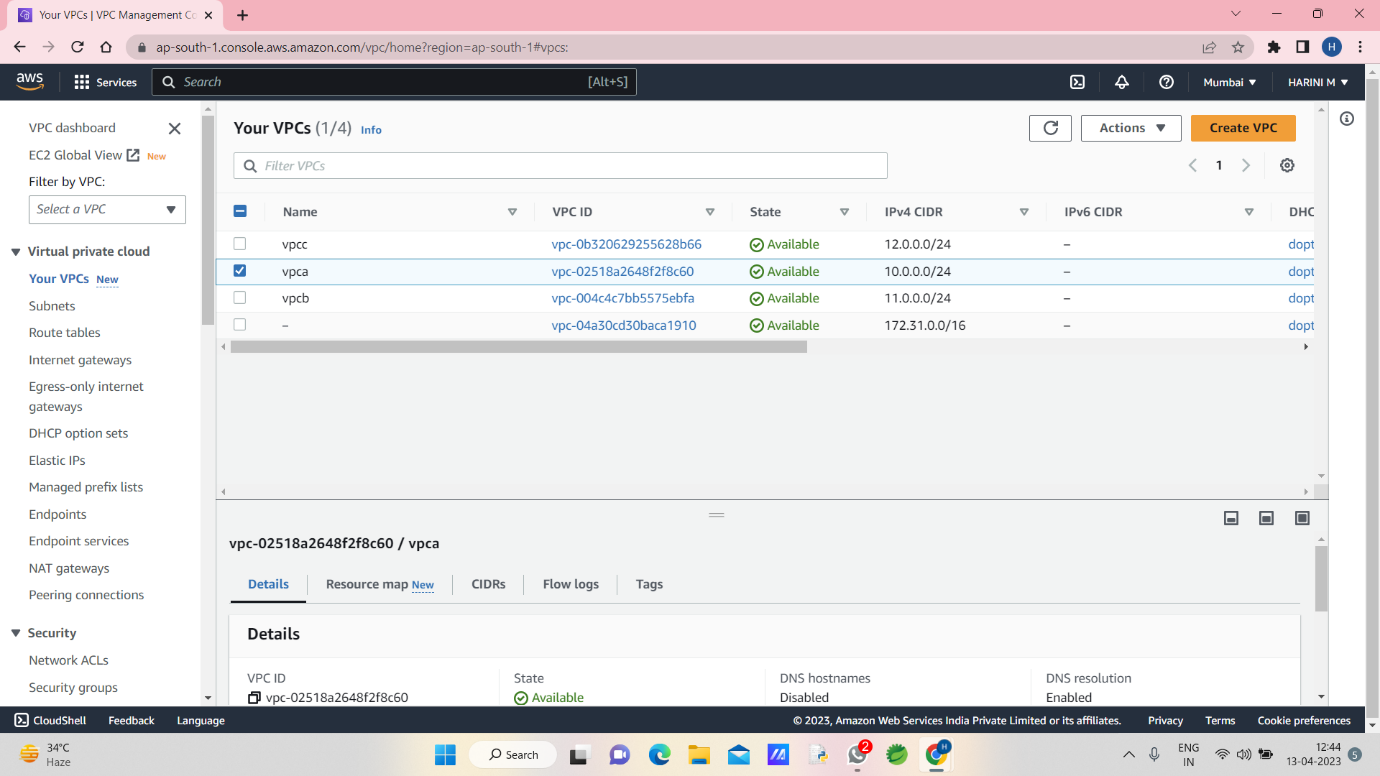 Your VPCs | VPC Management Co
ap-south-1.console.aws.amazon.com/vpc/home?region=ap-south-1#vpcs:
H
aws Services Search [Alt+S] Mumbai HARINI M
VPC dashboard
EC2 Global View New
Filter by VPC:
Select a VPC
Virtual private cloud
Your VPCs New
Subnets
Route tables
Internet gateways
Egress-only internet
gateways
DHCP option sets
Elastic IPs
Managed prefix lists
Endpoints
Endpoint services
NAT gateways
Peering connections
Security
Network ACLs
Security groups
Your VPCs (1/4) Info
Actions
Create VPC
Filter VPCs
1
Name VPC ID State IPv4 CIDR IPv6 CIDR DHC
vpcc vpc-0b320629255628b66 Available 12.0.0.0/24 – dopt
vpca vpc-02518a2648f2f8c60 Available 10.0.0.0/24 – dopt
vpcb vpc-004c4c7bb5575ebfa Available 11.0.0.0/24 – dopt
– vpc-04a30cd30baca1910 Available 172.31.0.0/16 – dopt
vpc-02518a2648f2f8c60 / vpca
Details Resource map New CIDRs Flow logs Tags
Details
VPC ID State DNS hostnames DNS resolution
vpc-02518a2648f2f8c60 Available Disabled Enabled
CloudShell Feedback Language © 2023, Amazon Web Services India Private Limited or its affiliates. Privacy Terms Cookie preferences
34°C
Haze
Search
2
H
ENG
IN
12:44
13-04-2023
5